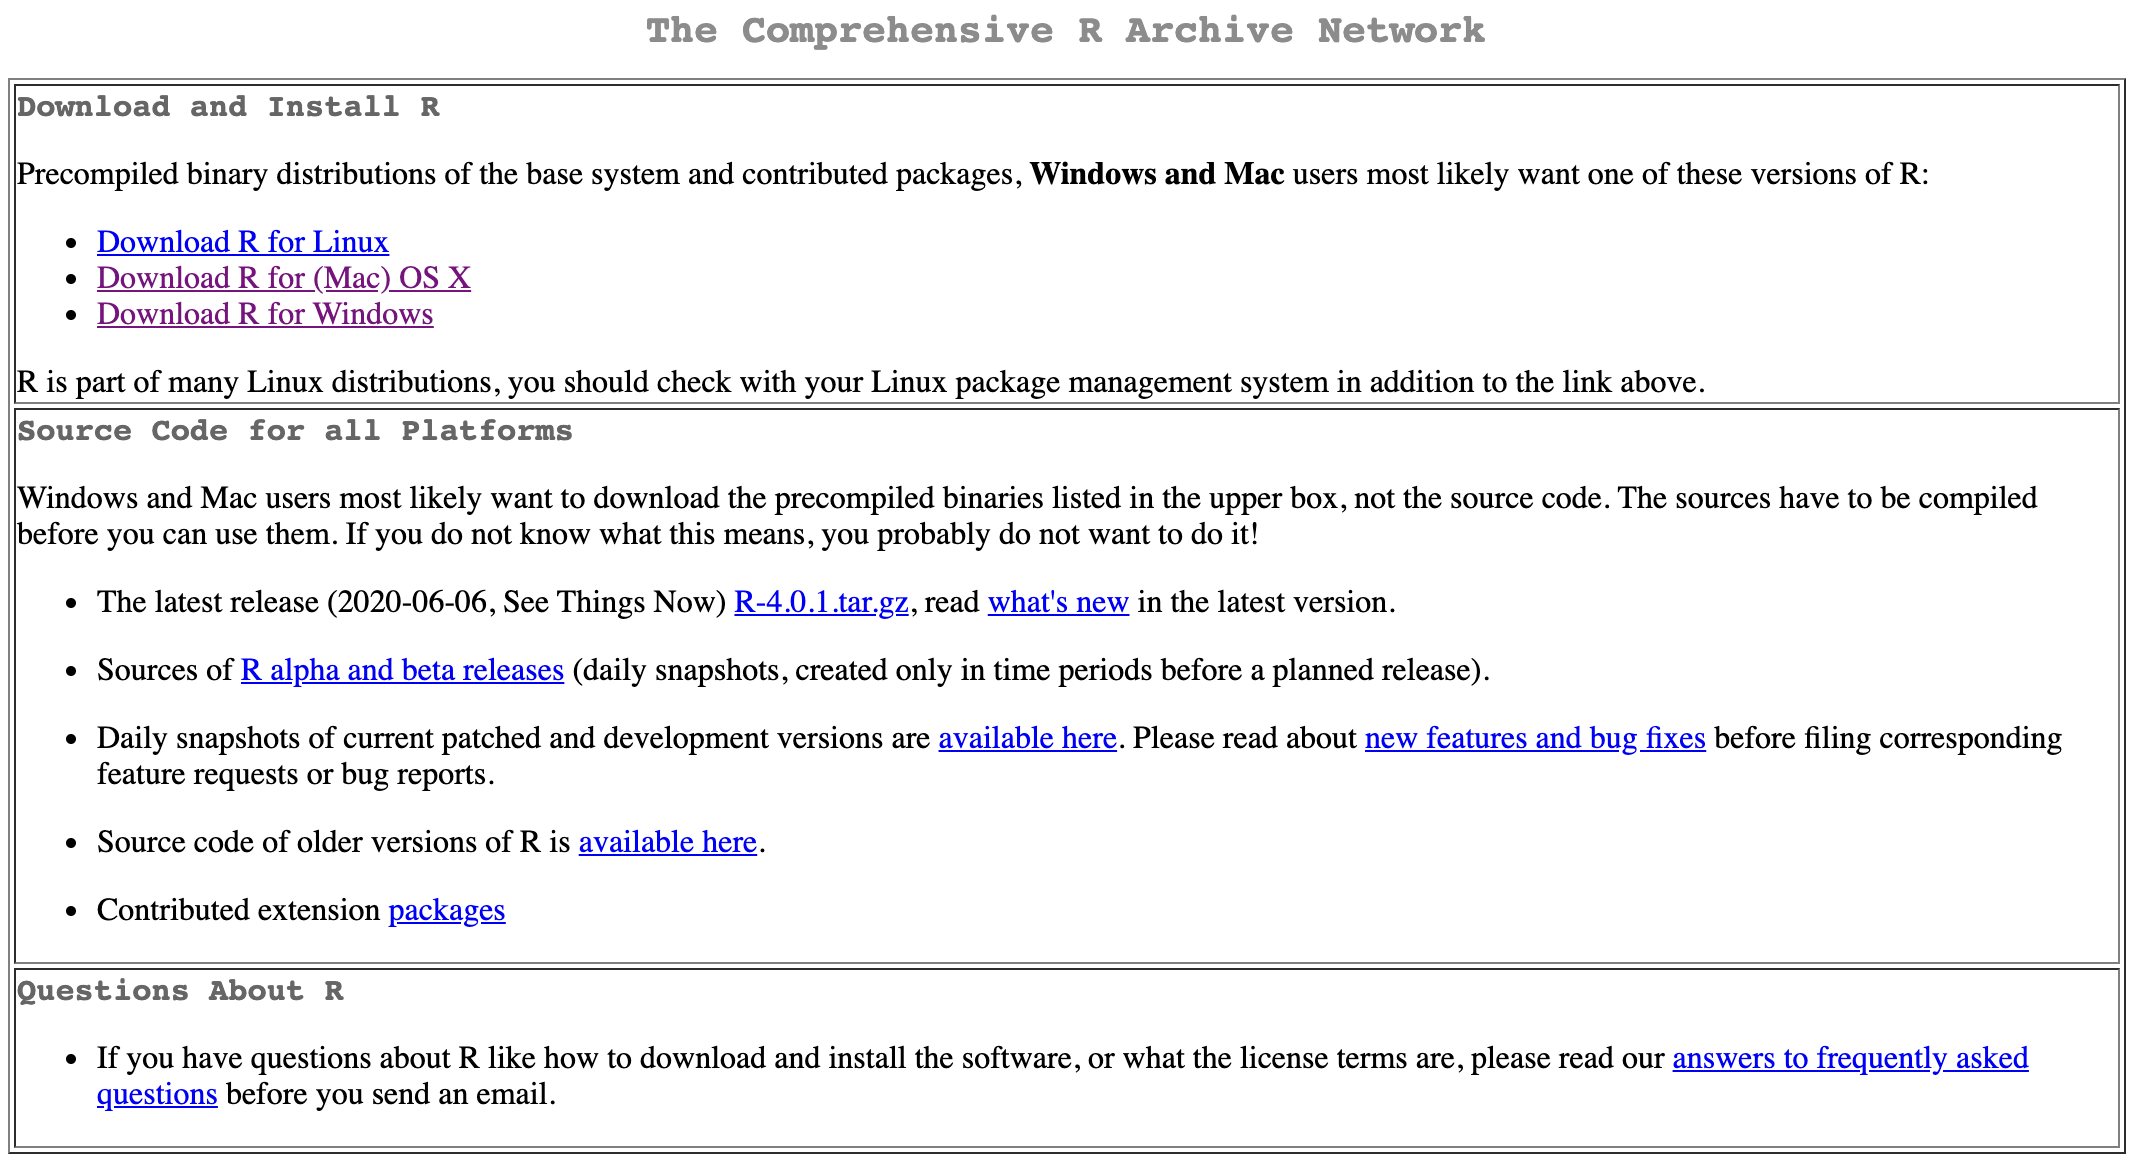 The Comprehensive R Archive Network
Download and Install R
Precompiled binary distributions of the base system and contributed packages, Windows and Mac users most likely want one of these versions of R:
Download R for Linux
Download R for (Mac) OS X
Download R for Windows
R is part of many Linux distributions, you should check with your Linux package management system in addition to the link above.
Source Code for all Platforms
Windows and Mac users most likely want to download the precompiled binaries listed in the upper box, not the source code. The sources have to be compiled
before you can use them. If you do not know what this means, you probably do not want to do it!
The latest release (2020-06-06, See Things Now) R-4.0.1.tar.gz, read what's new in the latest version.
Sources of R alpha and beta releases (daily snapshots, created only in time periods before a planned release).
Daily snapshots of current patched and development versions are available here. Please read about new features and bug fixes before filing corresponding
feature requests or bug reports.
Source code of older versions of R is available here.
Contributed extension packages
Questions About R
If you have questions about R like how to download and install the software, or what the license terms are, please read our answers to frequently asked
questions before you send an email.